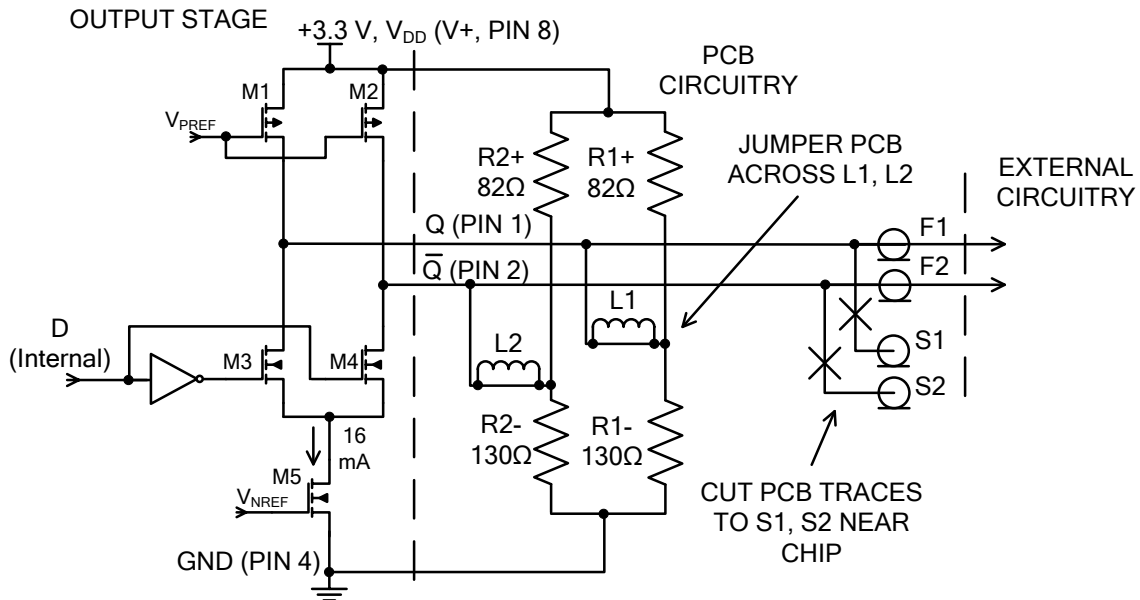 OUTPUT STAGE
+3.3 V, VDD (V+, PIN 8)
PCB
CIRCUITRY
M1
M2
VPREF
R2+
82Ω
R1+
82Ω
JUMPER PCB
ACROSS L1, L2
EXTERNAL
CIRCUITRY
Q (PIN 1)
F1
Q̅ (PIN 2)
F2
L1
D
(Internal)
M3
M4
L2
S1
S2
16
mA
R2-
130Ω
R1-
130Ω
M5
VNREF
CUT PCB TRACES
TO S1, S2 NEAR
CHIP
GND (PIN 4)